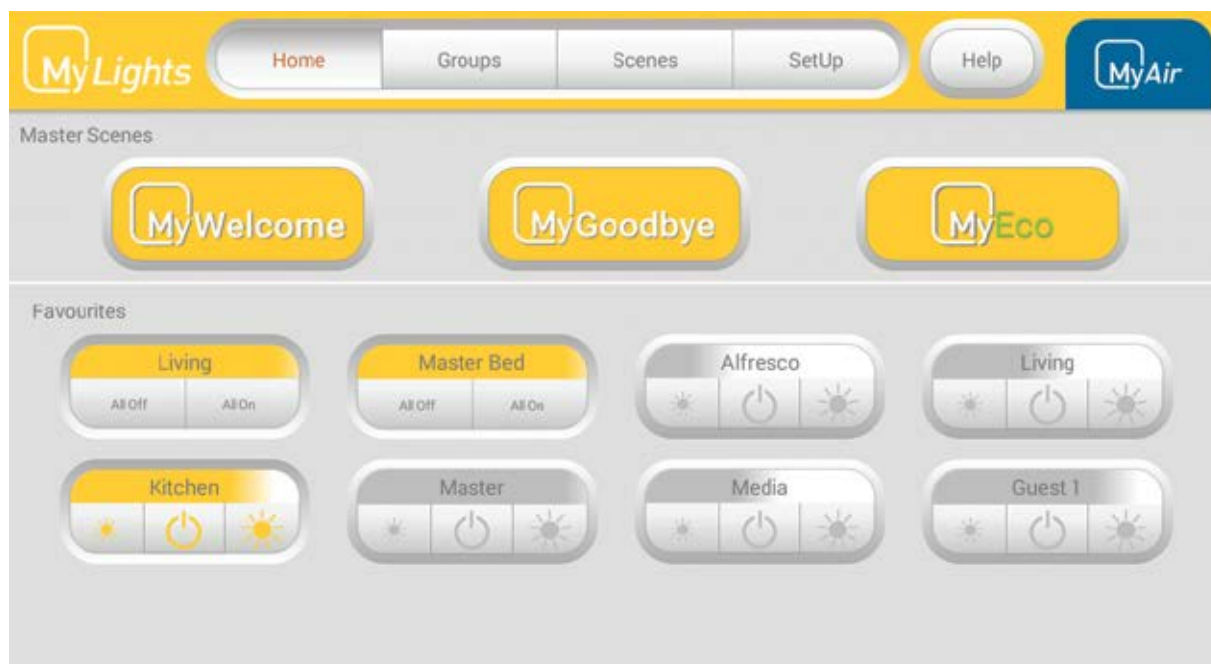 MyLights
Home Groups Scenes SetUp Help MyAir
Master Scenes
MyWelcome MyGoodbye MyEco
Favourites
Living Master Bed Alfresco Living
All Off All On All Off All On
Kitchen Master Media Guest 1